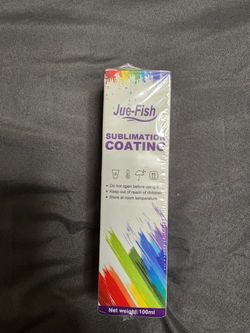 Jue-Fish
SUBLIMATION
COATING
• Do not open before using it
• Keep out of reach of children
• Store at room temperature
Net weight:100ml